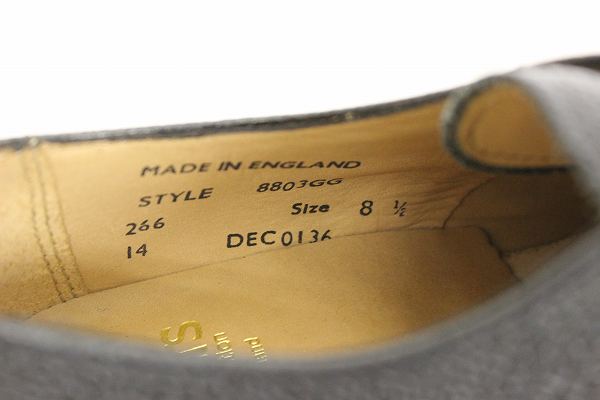 MADE IN ENGLAND
STYLE 8803GG
266 Size 8 ½
14 DEC0136